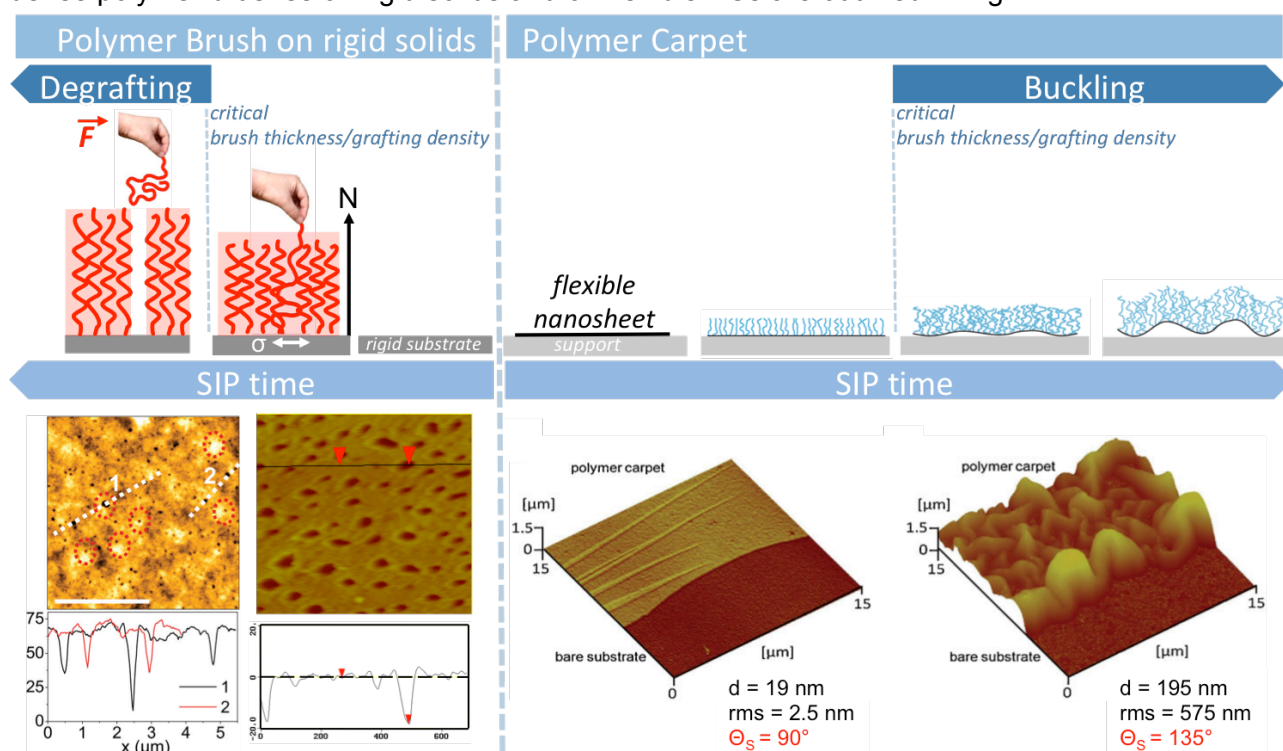 Polymer Brush on rigid solids
Polymer Carpet
Degrafting
Buckling
critical
brush thickness/grafting density
critical
brush thickness/grafting density
F
N
flexible
nanosheet
σ
rigid substrate
support
SIP time
SIP time
1
2
polymer carpet
[µm]
1.5
0
15
15
[µm]
bare substrate
0
polymer carpet
[µm]
1.5
0
15
15
[µm]
bare substrate
0
75
50
25
0
1
2
0 1 2 3 4 5
x (µm)
20.
0
-20.0
0 200 400 600
d = 19 nm
rms = 2.5 nm
Θs = 90°
d = 195 nm
rms = 575 nm
Θs = 135°